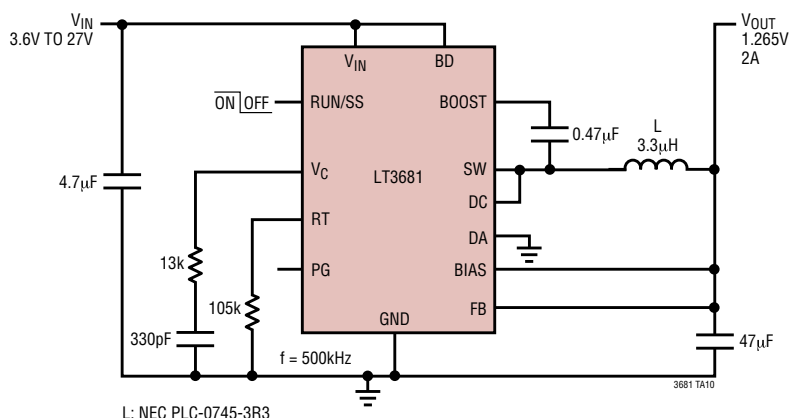 VIN
3.6V TO 27V
VOUT
1.265V
2A
VIN
BD
ON OFF
RUN/SS
BOOST
0.47µF
L
3.3µH
4.7µF
VC
LT3681
SW
DC
RT
DA
13k
PG
BIAS
105k
FB
GND
330pF
f = 500kHz
47µF
3681 TA10
L: NEC PLC-0745-3R3